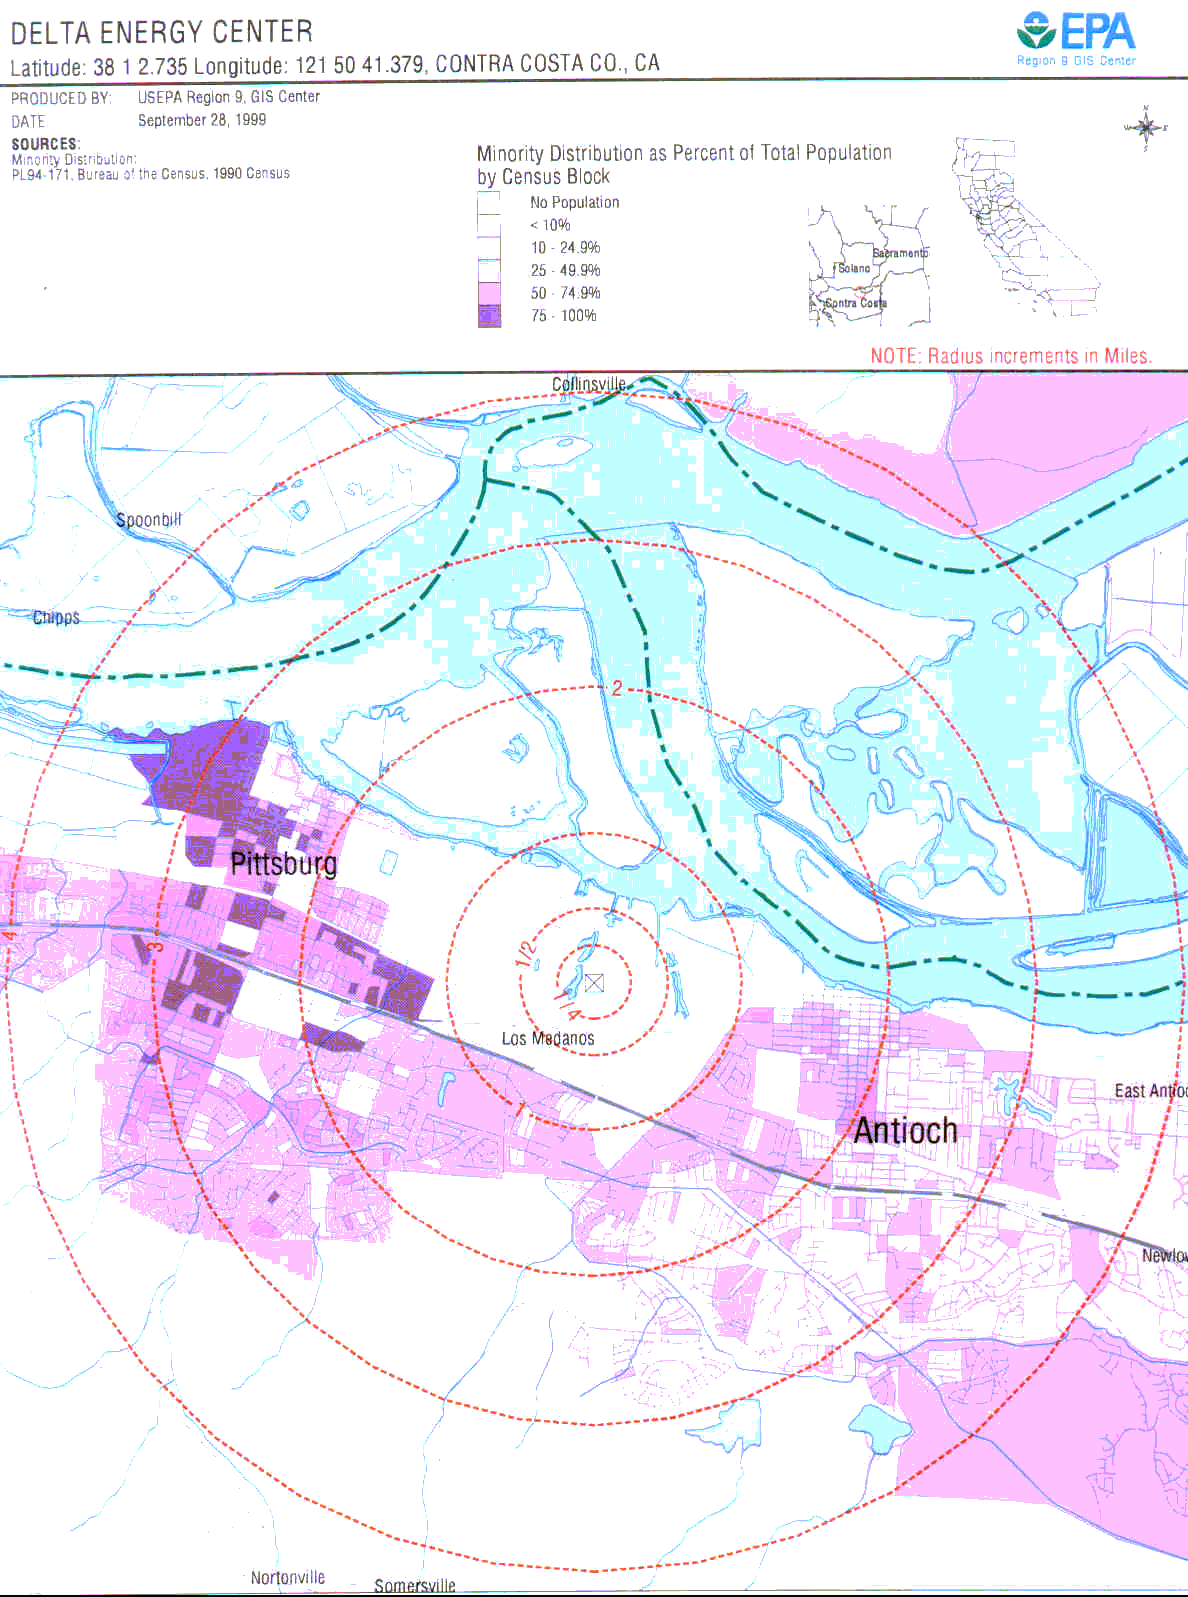 DELTA ENERGY CENTER
Latitude: 38 1 2.735 Longitude: 121 50 41.379, CONTRA COSTA CO., CA
EPA
Region 9 GIS Center
PRODUCED BY: USEPA Region 9, GIS Center
DATE September 28, 1999
SOURCES:
Minority Distribution:
PL94-171, Bureau of the Census, 1990 Census
Minority Distribution as Percent of Total Population
by Census Block
No Population
< 10%
10 - 24.9%
25 - 49.9%
50 - 74.9%
75 - 100%
N
W E
S
Sacramento
Solano
Contra Costa
NOTE: Radius increments in Miles.
Collinsville
Spoonbill
Chipps
2
Pittsburg
4
3
1/2
1/4
Los Medanos
1
East Antio
Antioch
Newlo
Nortonville
Somersville